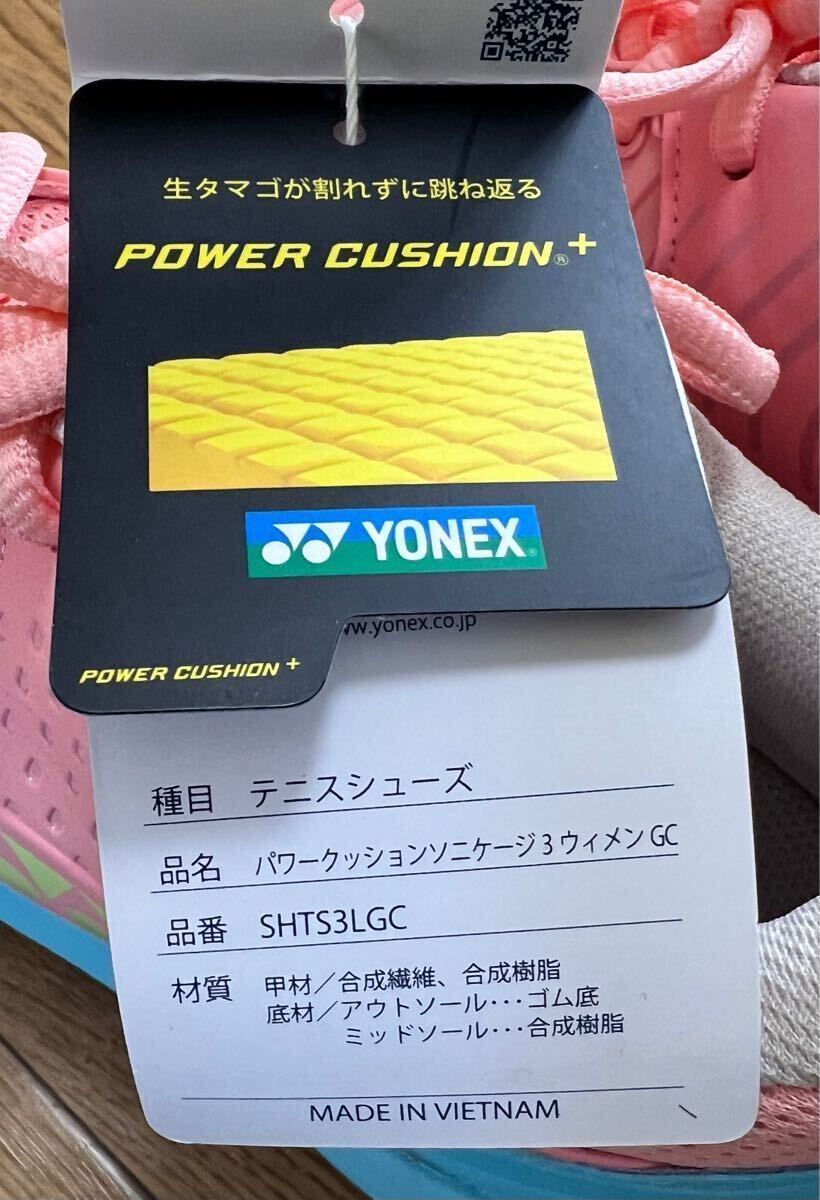 生タマゴが割れずに跳ね返る
POWER CUSHION®+
YONEX®
ww.yonex.co.jp
POWER CUSHION+
種目 テニスシューズ
品名 パワークッションソニケージ3ウィメンGC
品番 SHTS3LGC
材質 甲材/合成繊維、合成樹脂
底材/アウトソール･･･ゴム底
ミッドソール･･･合成樹脂
MADE IN VIETNAM